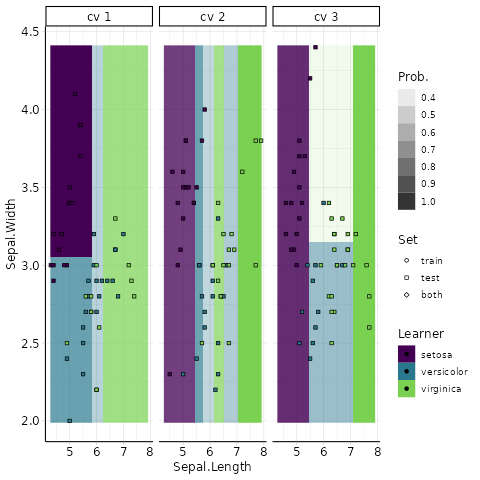 cv 1 cv 2 cv 3
4.5
4.0
3.5
3.0
2.5
2.0
Sepal.Width
5 6 7 8 5 6 7 8 5 6 7 8
Sepal.Length
Prob.
0.4
0.5
0.6
0.7
0.8
0.9
1.0
Set
train
test
both
Learner
setosa
versicolor
virginica